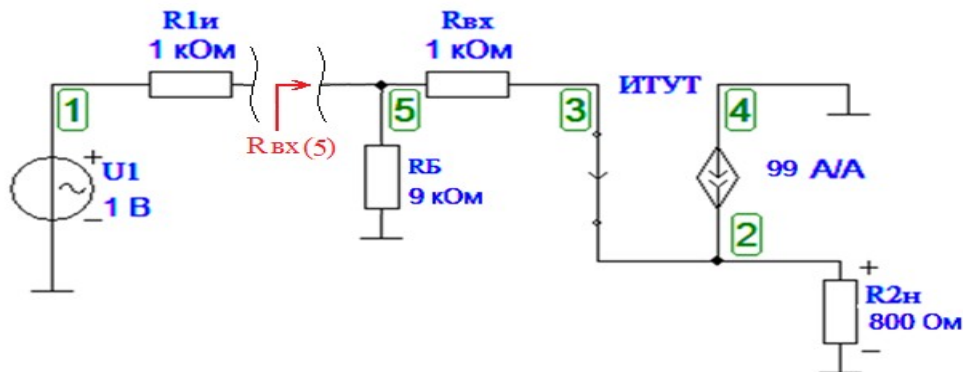 R1и
1 кОм
Rвх
1 кОм
ИТУТ
1
5
3
4
R вх (5)
+
U1
1 В
−
RБ
9 кОм
99 А/А
2
+
R2н
800 Ом
−